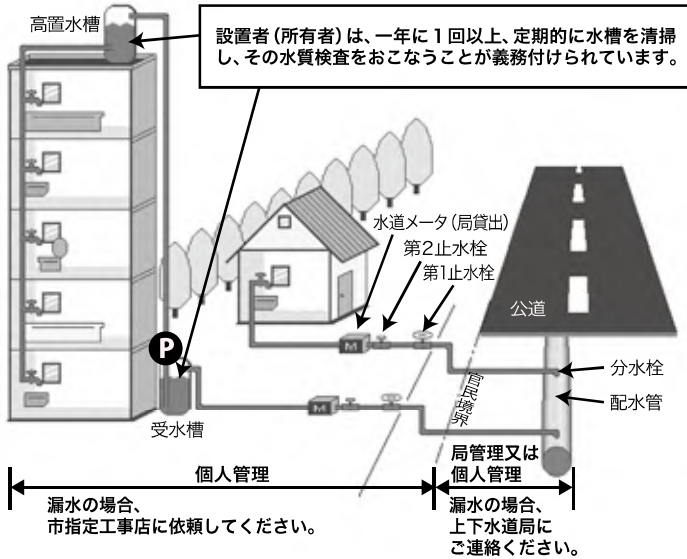 高置水槽
設置者（所有者）は、一年に１回以上、定期的に水槽を清掃
し、その水質検査をおこなうことが義務付けられています。
水道メータ（局貸出）
第2止水栓
第1止水栓
公道
P
M
分水栓
官民境界
配水管
M
受水槽
個人管理
漏水の場合、
市指定工事店に依頼してください。
局管理又は
個人管理
漏水の場合、
上下水道局に
ご連絡ください。